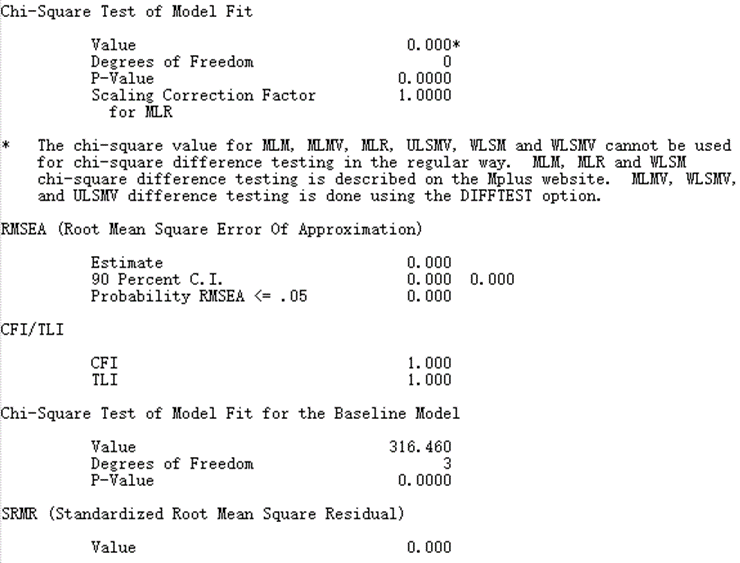 Chi-Square Test of Model Fit
Value 0.000*
Degrees of Freedom 0
P-Value 0.0000
Scaling Correction Factor 1.0000
for MLR
* The chi-square value for MLM, MLMV, MLR, ULSMV, WLSM and WLSMV cannot be used
for chi-square difference testing in the regular way. MLM, MLR and WLSM
chi-square difference testing is described on the Mplus website. MLMV, WLSMV,
and ULSMV difference testing is done using the DIFFTEST option.
RMSEA (Root Mean Square Error Of Approximation)
Estimate 0.000
90 Percent C.I. 0.000 0.000
Probability RMSEA <= .05 0.000
CFI/TLI
CFI 1.000
TLI 1.000
Chi-Square Test of Model Fit for the Baseline Model
Value 316.460
Degrees of Freedom 3
P-Value 0.0000
SRMR (Standardized Root Mean Square Residual)
Value 0.000